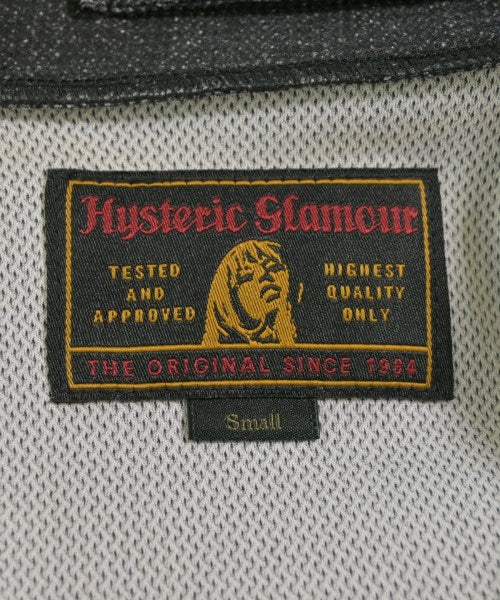 Hysteric Glamour
TESTED
AND
APPROVED
HIGHEST
QUALITY
ONLY
THE ORIGINAL SINCE 1984
Small